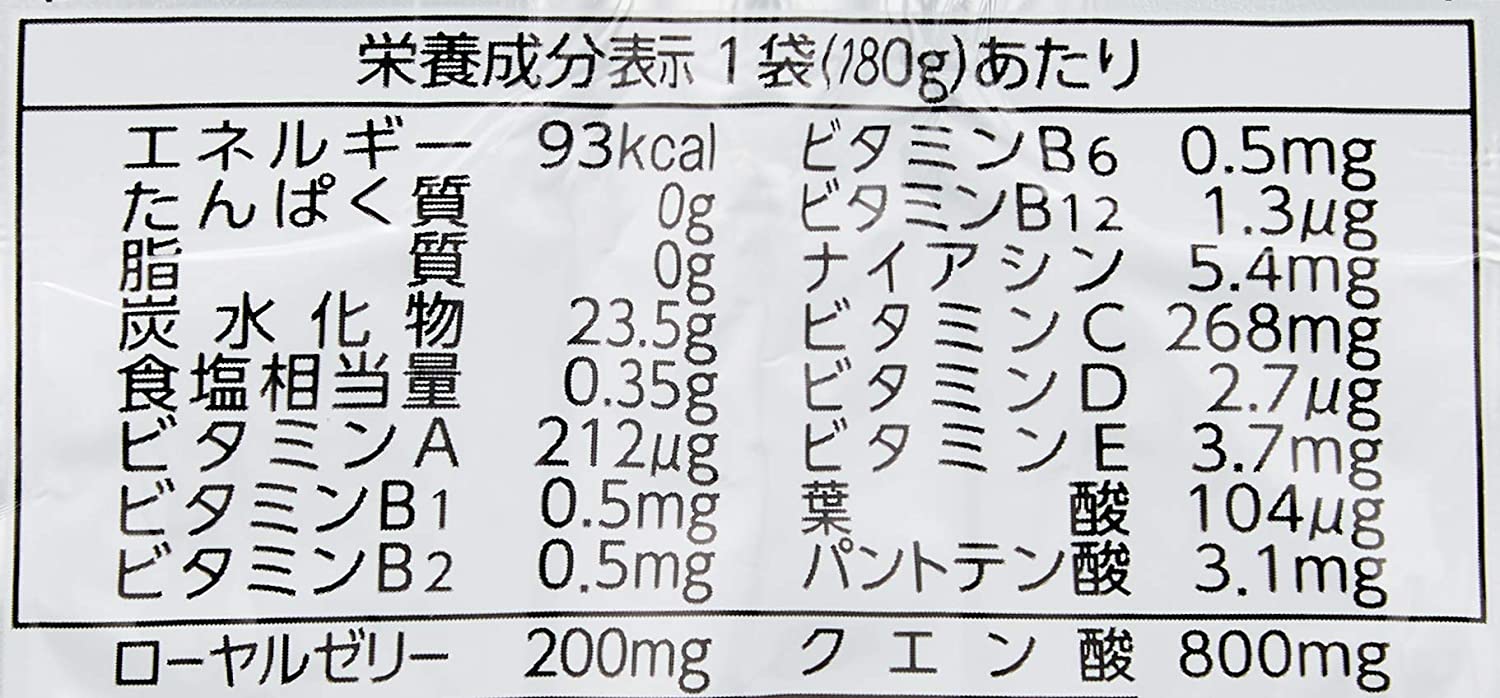 栄養成分表示 1袋(180g)あたり
エネルギー 93kcal
たんぱく質 0g
脂質 0g
炭水化物 23.5g
食塩相当量 0.35g
ビタミンA 212μg
ビタミンB1 0.5mg
ビタミンB2 0.5mg
ビタミンB6 0.5mg
ビタミンB12 1.3μg
ナイアシン 5.4mg
ビタミンC 268mg
ビタミンD 2.7μg
ビタミンE 3.7mg
葉酸 104μg
パントテン酸 3.1mg
ローヤルゼリー 200mg
クエン酸 800mg